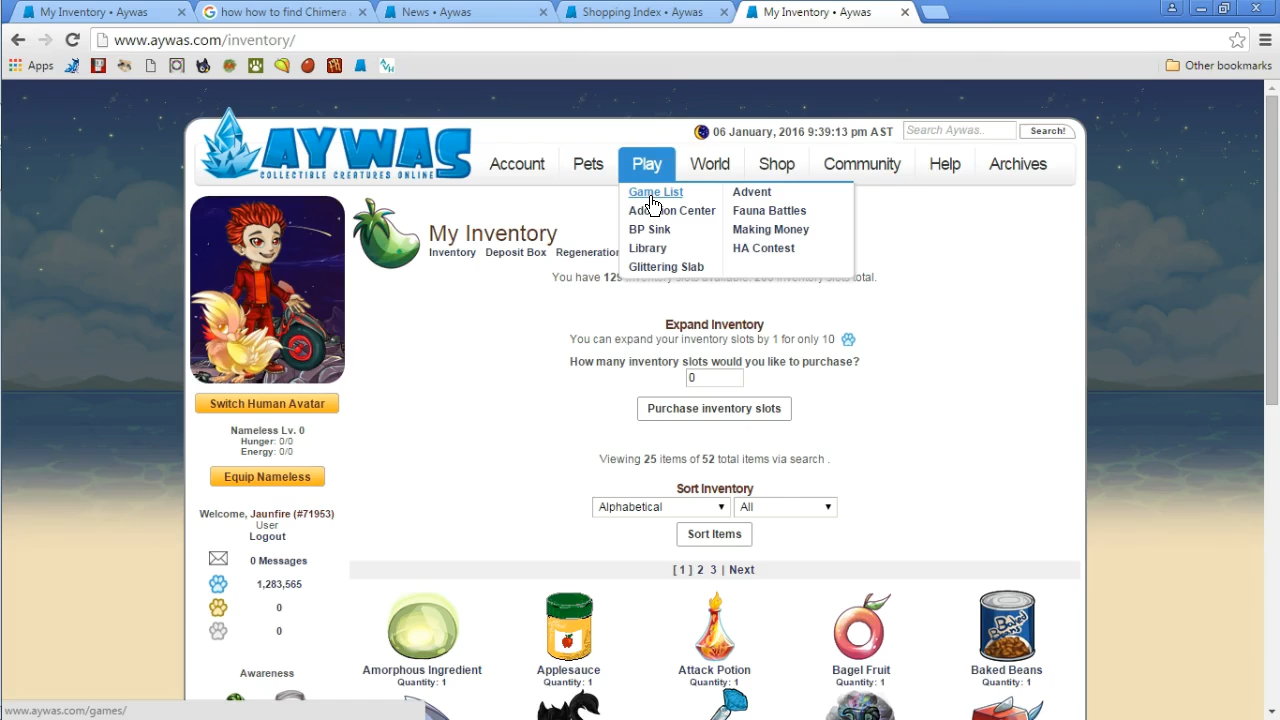 My Inventory • Aywas
how how to find Chimera
News • Aywas
Shopping Index • Aywas
My Inventory • Aywas
www.aywas.com/inventory/
Apps
Other bookmarks
AYWAS
COLLECTIBLE CREATURES ONLINE
06 January, 2016 9:39:13 pm AST
Search Aywas..
Search!
Account Pets Play World Shop Community Help Archives
Game List Advent
Fauna Battles
BP Sink Making Money
Library HA Contest
Glittering Slab
My Inventory
Inventory Deposit Box Regeneration
You have
total.
Expand Inventory
You can expand your inventory slots by 1 for only 10
How many inventory slots would you like to purchase?
0
Purchase inventory slots
Viewing 25 items of 52 total items via search .
Sort Inventory
Alphabetical All
Sort Items
[ 1 ] 2 3 | Next
Switch Human Avatar
Nameless Lv. 0
Hunger: 0/0
Energy: 0/0
Equip Nameless
Welcome, Jaunfire (#71953)
User
Logout
0 Messages
1,283,565
0
0
Awareness
Amorphous Ingredient
Quantity: 1
Applesauce
Quantity: 1
Attack Potion
Quantity: 1
Bagel Fruit
Quantity: 1
Baked Beans
Quantity: 1
www.aywas.com/games/